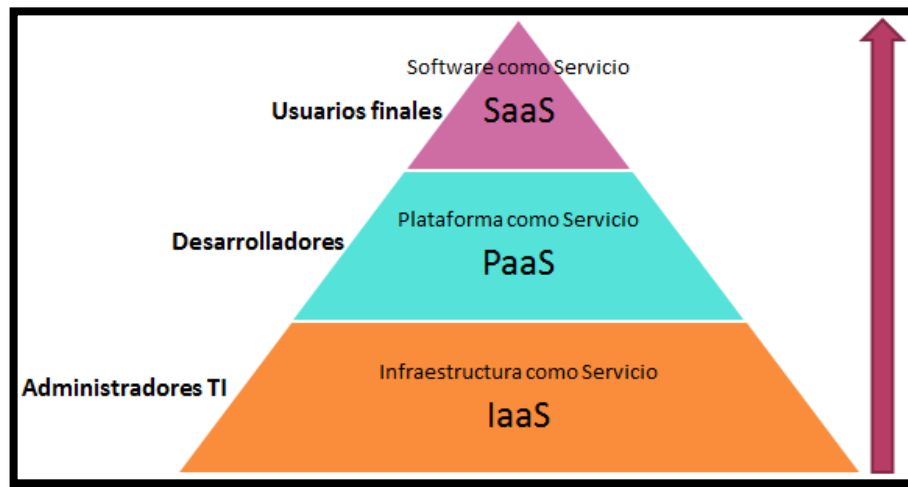 Software como Servicio
Usuarios finales
SaaS
Plataforma como Servicio
Desarrolladores
PaaS
Infraestructura como Servicio
Administradores TI
IaaS